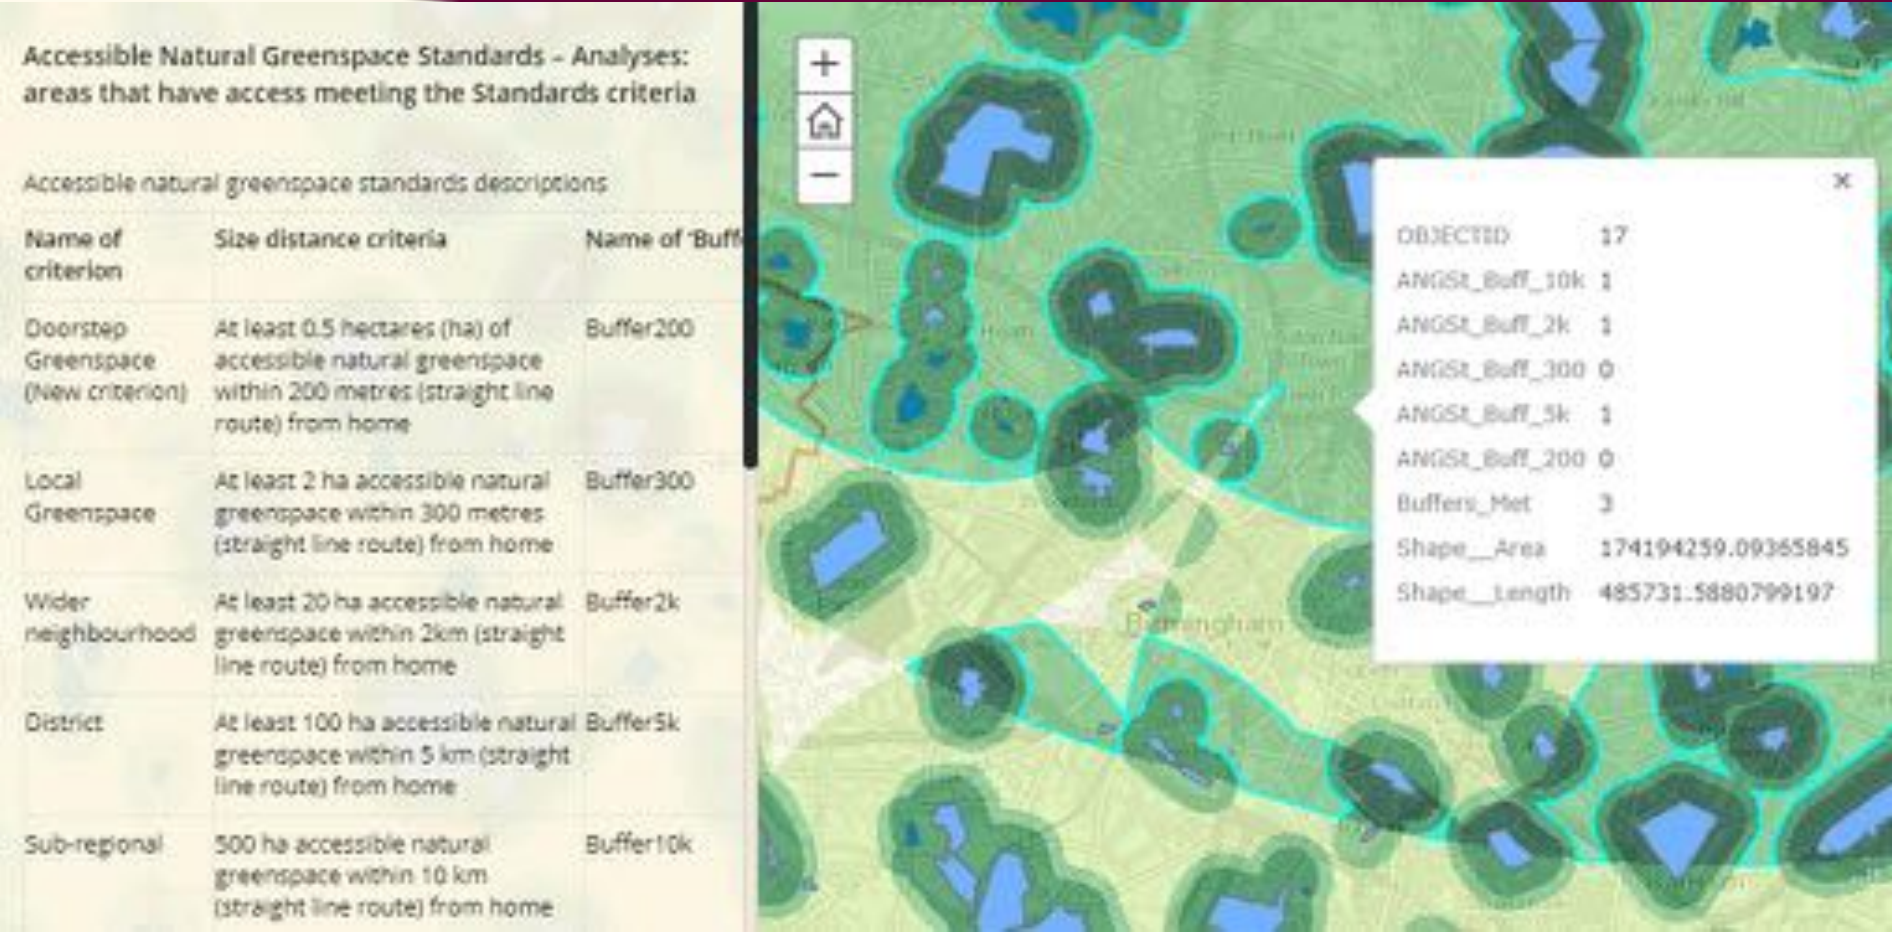 Accessible Natural Greenspace Standards – Analyses:
areas that have access meeting the Standards criteria
Accessible natural greenspace standards descriptions
Name of
criterion
Size distance criteria
Name of 'Buff
Doorstep
Greenspace
(New criterion)
At least 0.5 hectares (ha) of
accessible natural greenspace
within 200 metres (straight line
route) from home
Buffer200
Local
Greenspace
At least 2 ha accessible natural
greenspace within 300 metres
(straight line route) from home
Buffer300
Wider
neighbourhood
At least 20 ha accessible natural
greenspace within 2km (straight
line route) from home
Buffer2k
District
At least 100 ha accessible natural
greenspace within 5 km (straight
line route) from home
Buffer5k
Sub-regional
500 ha accessible natural
greenspace within 10 km
(straight line route) from home
Buffer10k
+
−
×
OBJECTID 17
ANGSt_Buff_10k 1
ANGSt_Buff_2k 1
ANGSt_Buff_300 0
ANGSt_Buff_5k 1
ANGSt_Buff_200 0
Buffers_Met 3
Shape__Area 174194259.09365845
Shape__Length 485731.5880799197
Birmingham